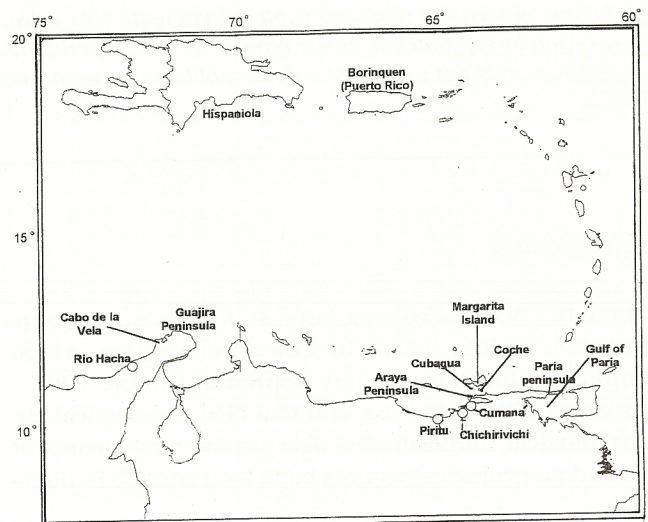 75°
70°
65°
60°
20°
Borinquen
(Puerto Rico)
Hispaniola
15°
Cabo de la
Vela
Guajira
Peninsula
Rio Hacha
Margarita
Island
Cubagua
Coche
Araya
Peninsula
Paria
peninsula
Gulf of
Paria
Cumana
Piritu
Chichirivichi
10°